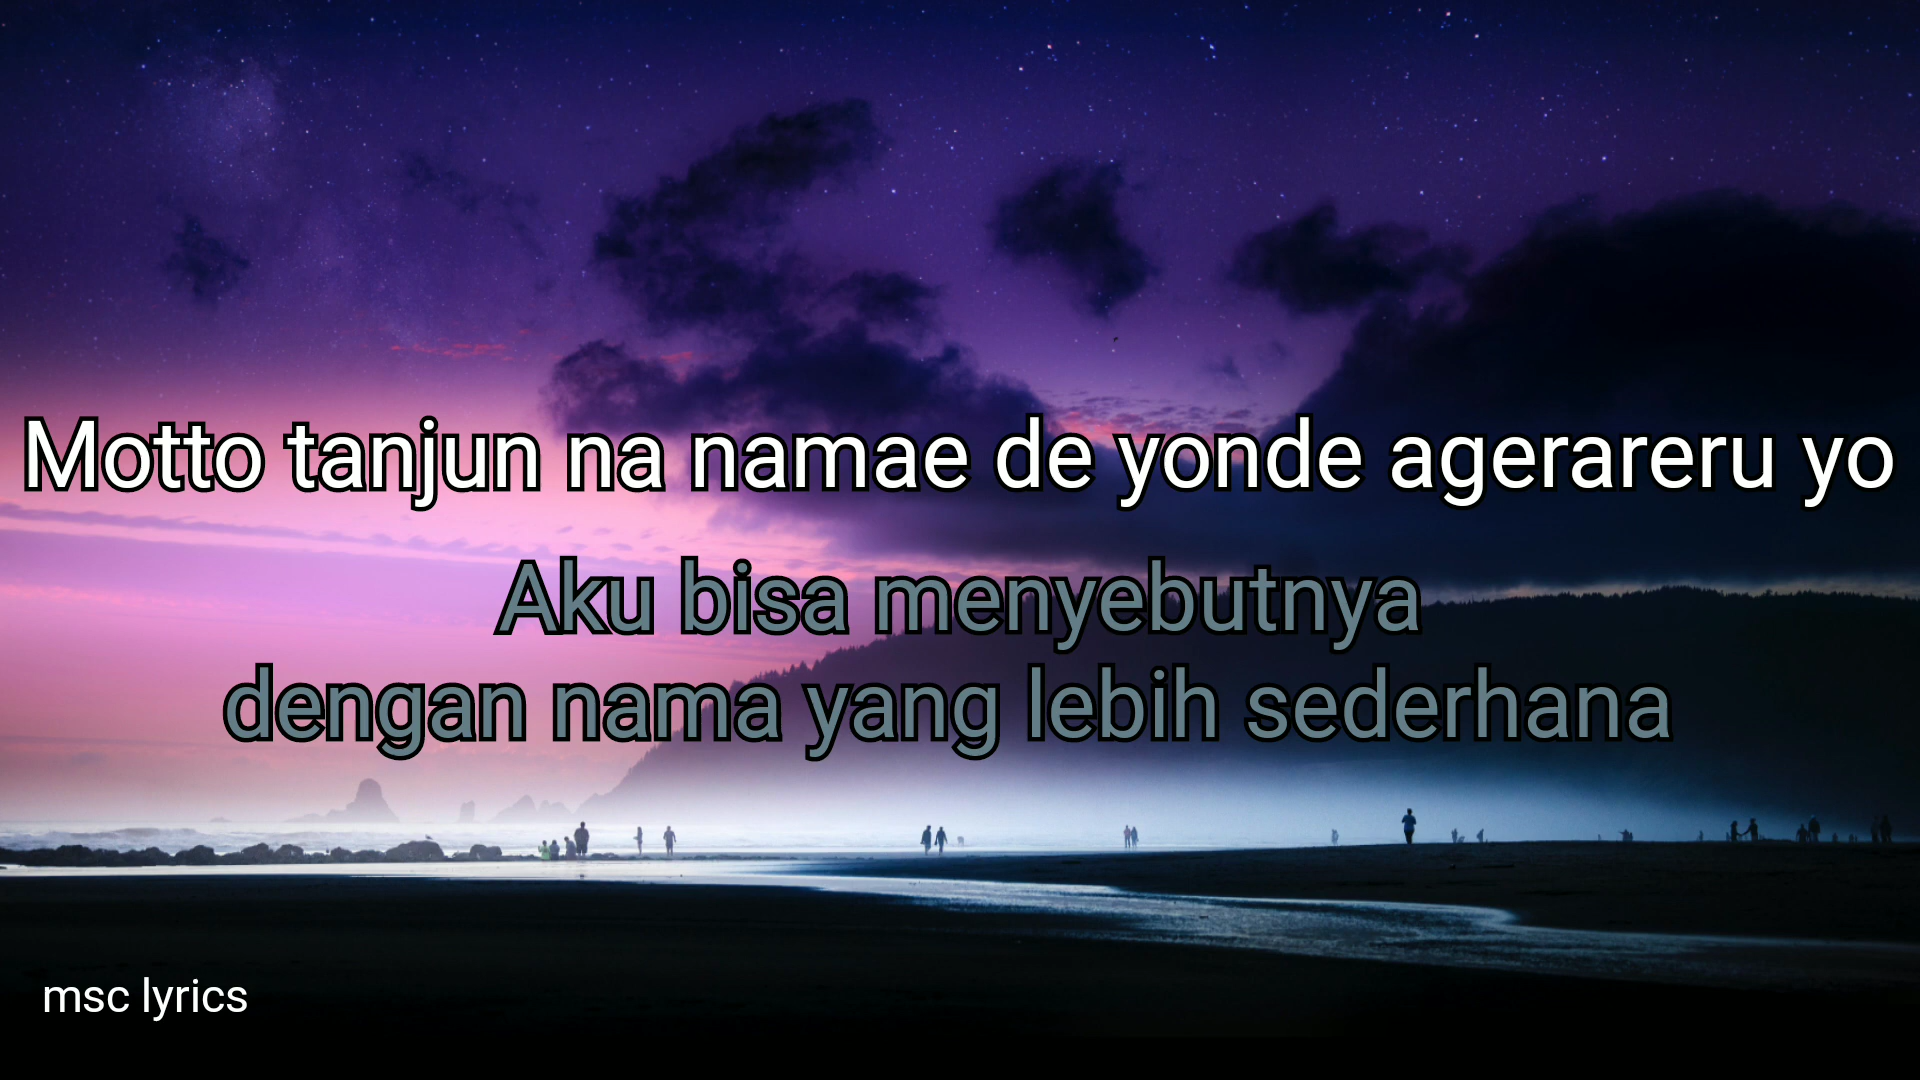 Motto tanjun na namae de yonde agerareru yo
Aku bisa menyebutnya
dengan nama yang lebih sederhana
msc lyrics